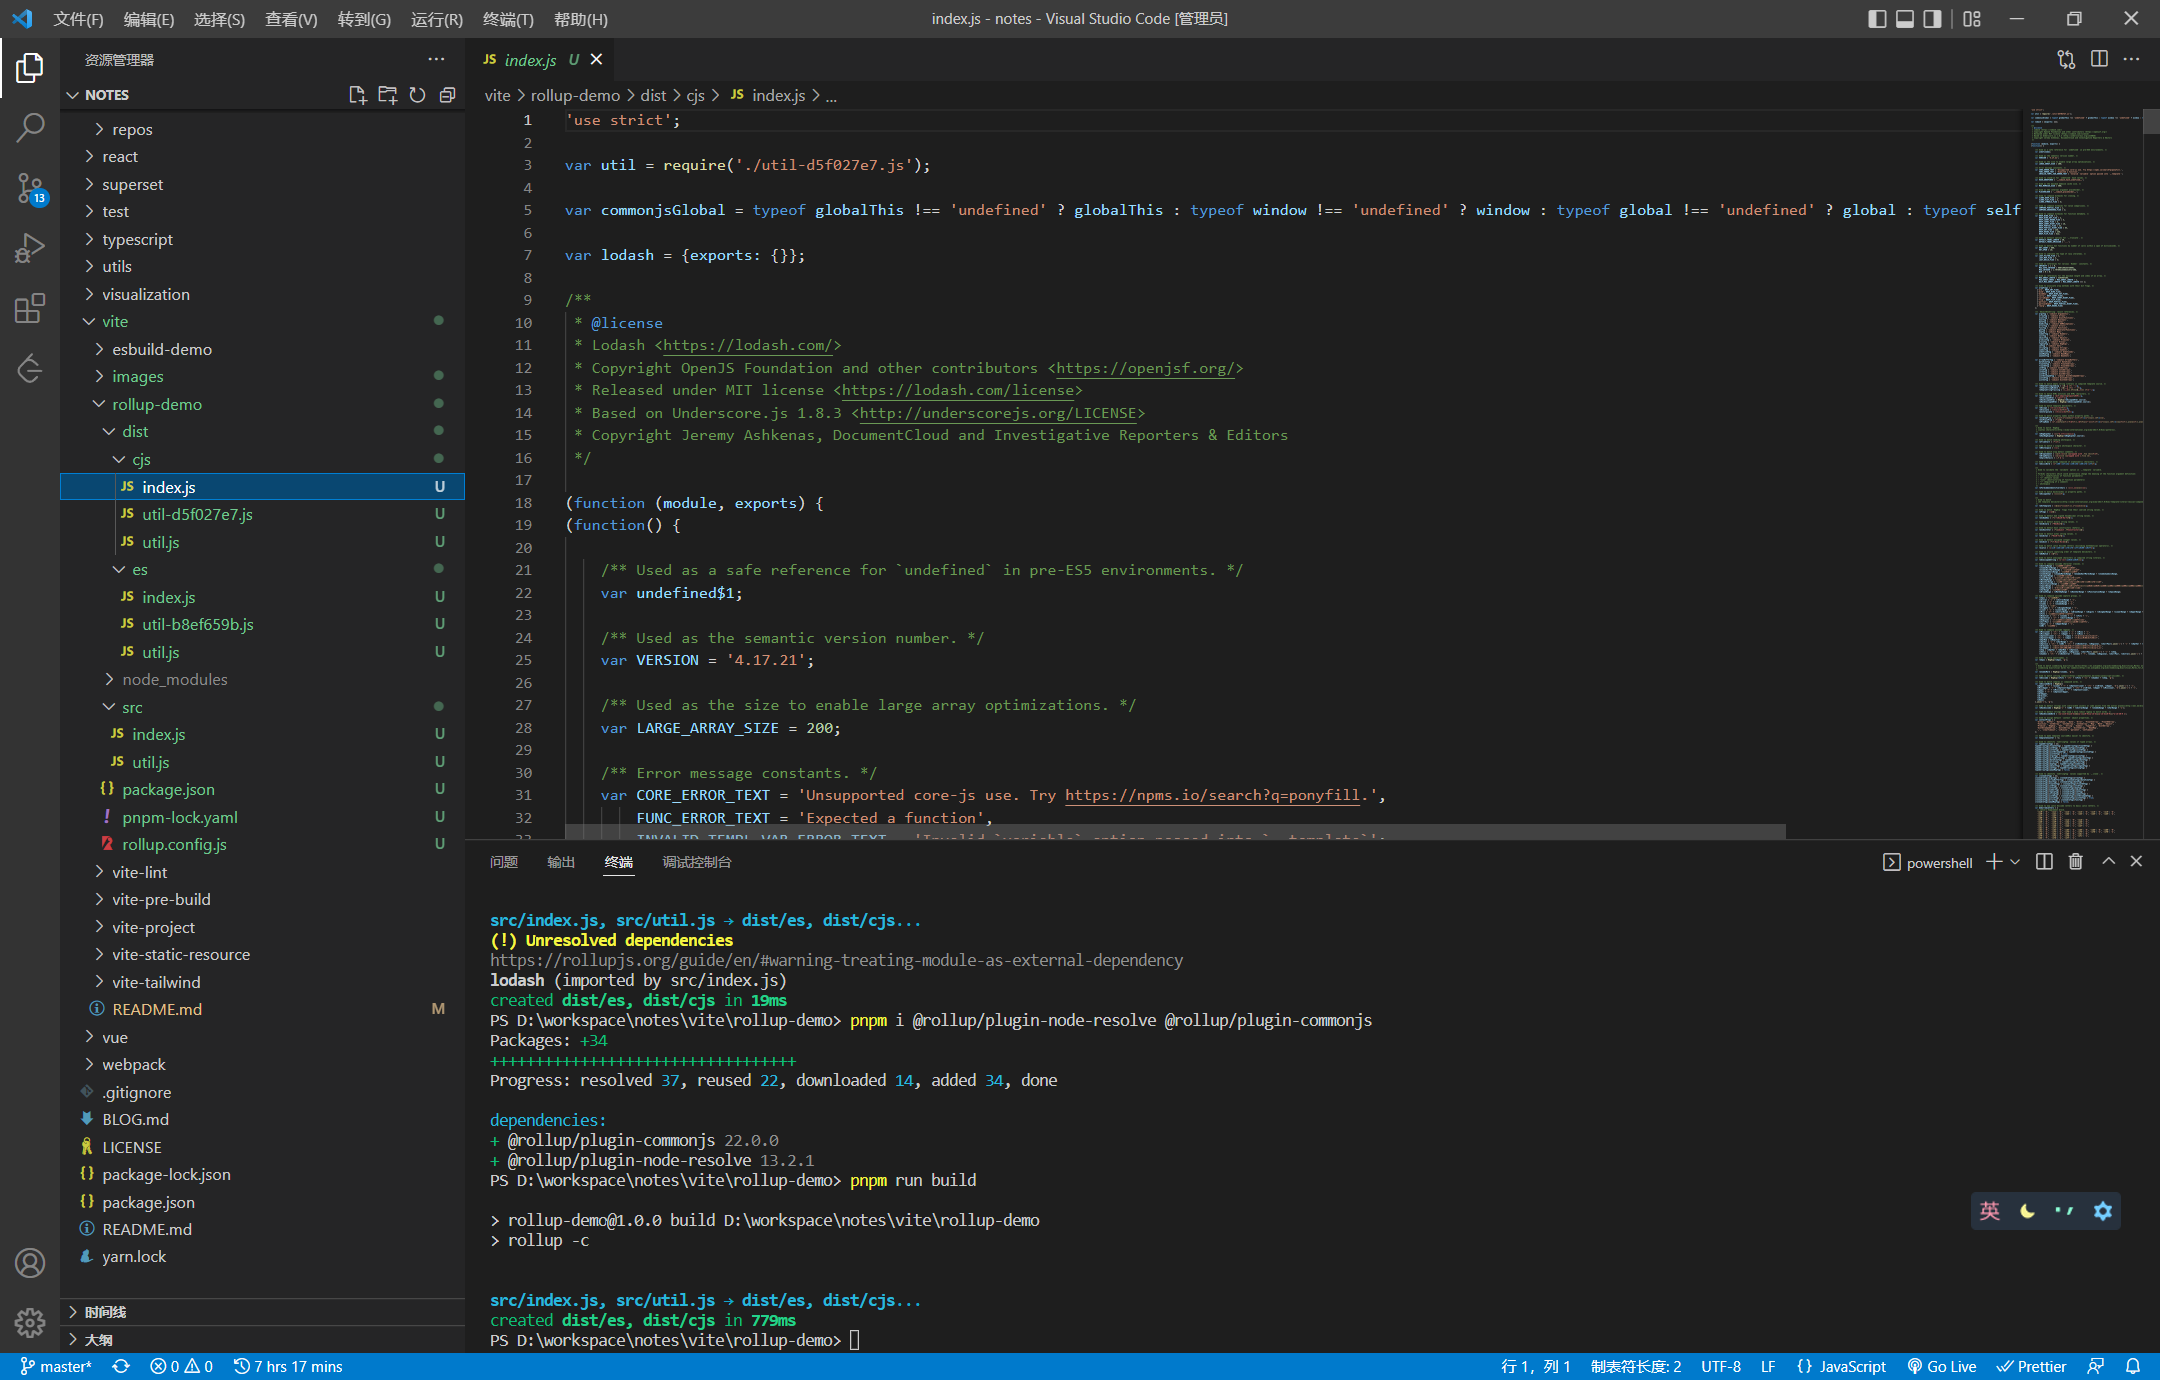 文件(F) 编辑(E) 选择(S) 查看(V) 转到(G) 运行(R) 终端(T) 帮助(H)
index.js - notes - Visual Studio Code [管理员]
资源管理器
NOTES
repos
react
superset
test
typescript
utils
visualization
vite
esbuild-demo
images
rollup-demo
dist
cjs
JS index.js U
JS util-d5f027e7.js U
JS util.js U
es
JS index.js U
JS util-b8ef659b.js U
JS util.js U
node_modules
src
JS index.js U
JS util.js U
{} package.json U
! pnpm-lock.yaml U
rollup.config.js U
vite-lint
vite-pre-build
vite-project
vite-static-resource
vite-tailwind
README.md M
vue
webpack
.gitignore
BLOG.md
LICENSE
{} package-lock.json
{} package.json
README.md
yarn.lock
时间线
大纲
13
JS index.js U
vite > rollup-demo > dist > cjs > JS index.js > ...
1 'use strict';
2
3 var util = require('./util-d5f027e7.js');
4
5 var commonjsGlobal = typeof globalThis !== 'undefined' ? globalThis : typeof window !== 'undefined' ? window : typeof global !== 'undefined' ? global : typeof self
6
7 var lodash = {exports: {}};
8
9 /**
10 * @license
11 * Lodash <https://lodash.com/>
12 * Copyright OpenJS Foundation and other contributors <https://openjsf.org/>
13 * Released under MIT license <https://lodash.com/license>
14 * Based on Underscore.js 1.8.3 <http://underscorejs.org/LICENSE>
15 * Copyright Jeremy Ashkenas, DocumentCloud and Investigative Reporters & Editors
16 */
17
18 (function (module, exports) {
19 (function() {
20
21 /** Used as a safe reference for `undefined` in pre-ES5 environments. */
22 var undefined$1;
23
24 /** Used as the semantic version number. */
25 var VERSION = '4.17.21';
26
27 /** Used as the size to enable large array optimizations. */
28 var LARGE_ARRAY_SIZE = 200;
29
30 /** Error message constants. */
31 var CORE_ERROR_TEXT = 'Unsupported core-js use. Try https://npms.io/search?q=ponyfill.',
32 FUNC_ERROR_TEXT = 'Expected a function',
问题 输出 终端 调试控制台
powershell
src/index.js, src/util.js → dist/es, dist/cjs...
(!) Unresolved dependencies
https://rollupjs.org/guide/en/#warning-treating-module-as-external-dependency
lodash (imported by src/index.js)
created dist/es, dist/cjs in 19ms
PS D:\workspace\notes\vite\rollup-demo> pnpm i @rollup/plugin-node-resolve @rollup/plugin-commonjs
Packages: +34
++++++++++++++++++++++++++++++++++
Progress: resolved 37, reused 22, downloaded 14, added 34, done
dependencies:
+ @rollup/plugin-commonjs 22.0.0
+ @rollup/plugin-node-resolve 13.2.1
PS D:\workspace\notes\vite\rollup-demo> pnpm run build
> rollup-demo@1.0.0 build D:\workspace\notes\vite\rollup-demo
> rollup -c
src/index.js, src/util.js → dist/es, dist/cjs...
created dist/es, dist/cjs in 779ms
PS D:\workspace\notes\vite\rollup-demo>
英
master* 0 0 7 hrs 17 mins
行 1，列 1 制表符长度: 2 UTF-8 LF {} JavaScript Go Live Prettier